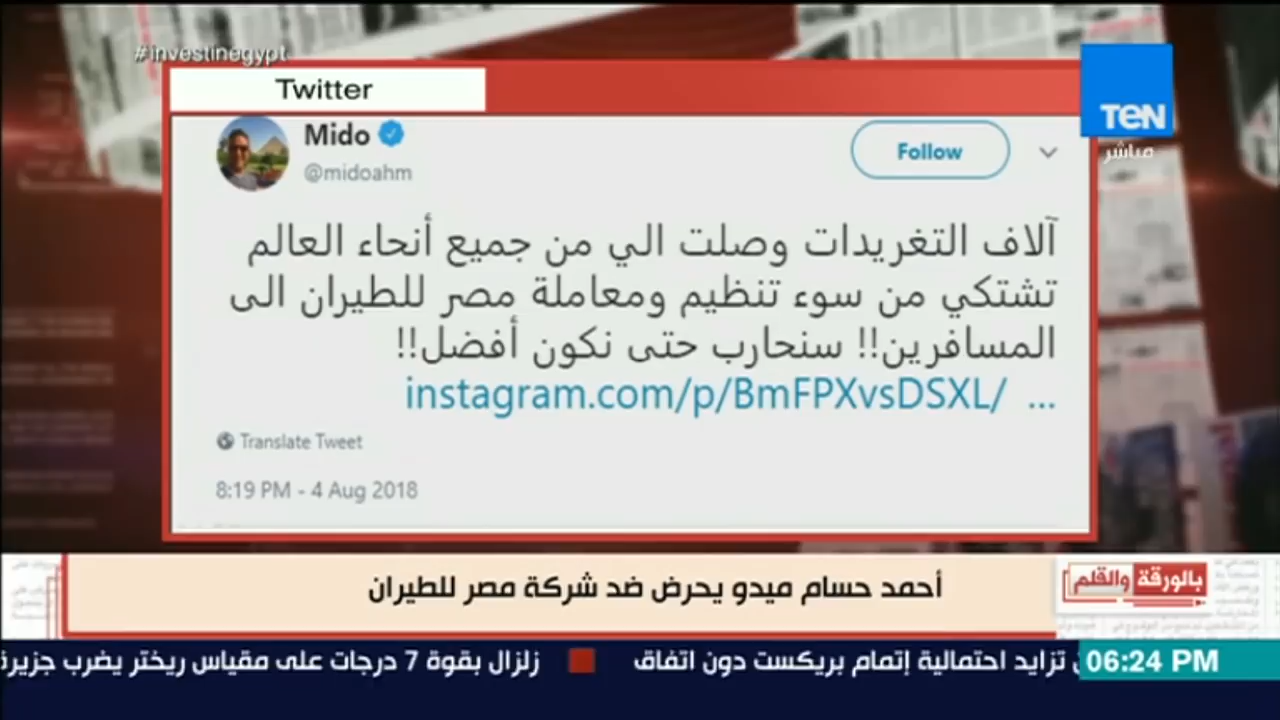 #investinegypt
Twitter
TeN
مباشر
Mido
@midoahm
Follow
آلاف التغريدات وصلت الي من جميع أنحاء العالم
تشتكي من سوء تنظيم ومعاملة مصر للطيران الى
المسافرين!! سنحارب حتى نكون أفضل!!
instagram.com/p/BmFPXvsDSXL/ ...
Translate Tweet
8:19 PM - 4 Aug 2018
أحمد حسام ميدو يحرض ضد شركة مصر للطيران
بالورقة والقلم
تزايد احتمالية إتمام بريكست دون اتفاق زلزال بقوة 7 درجات على مقياس ريختر يضرب جزيرة
06:24 PM